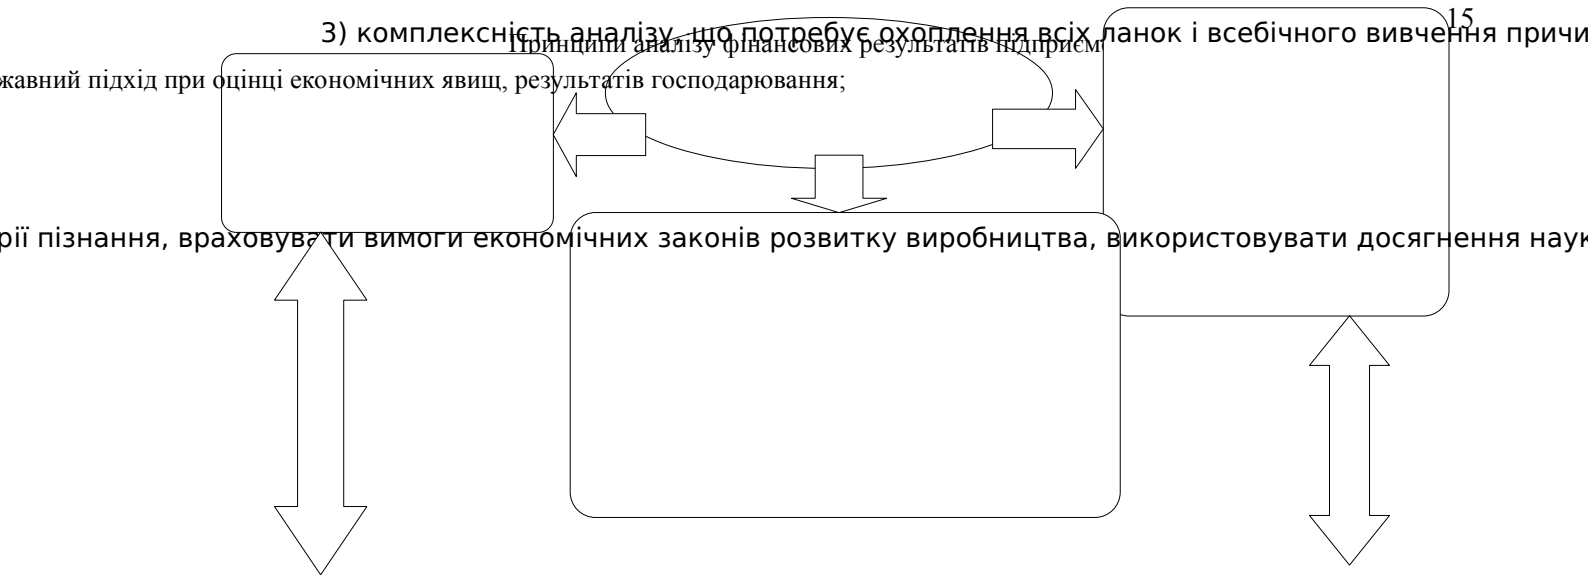 15
3) комплексність аналізу, що потребує охоплення всіх ланок і всебічного вивчення причи
Принципи аналізу фінансових результатів підприєм
жавний підхід при оцінці економічних явищ, результатів господарювання;
рії пізнання, враховувати вимоги економічних законів розвитку виробництва, використовувати досягнення наук